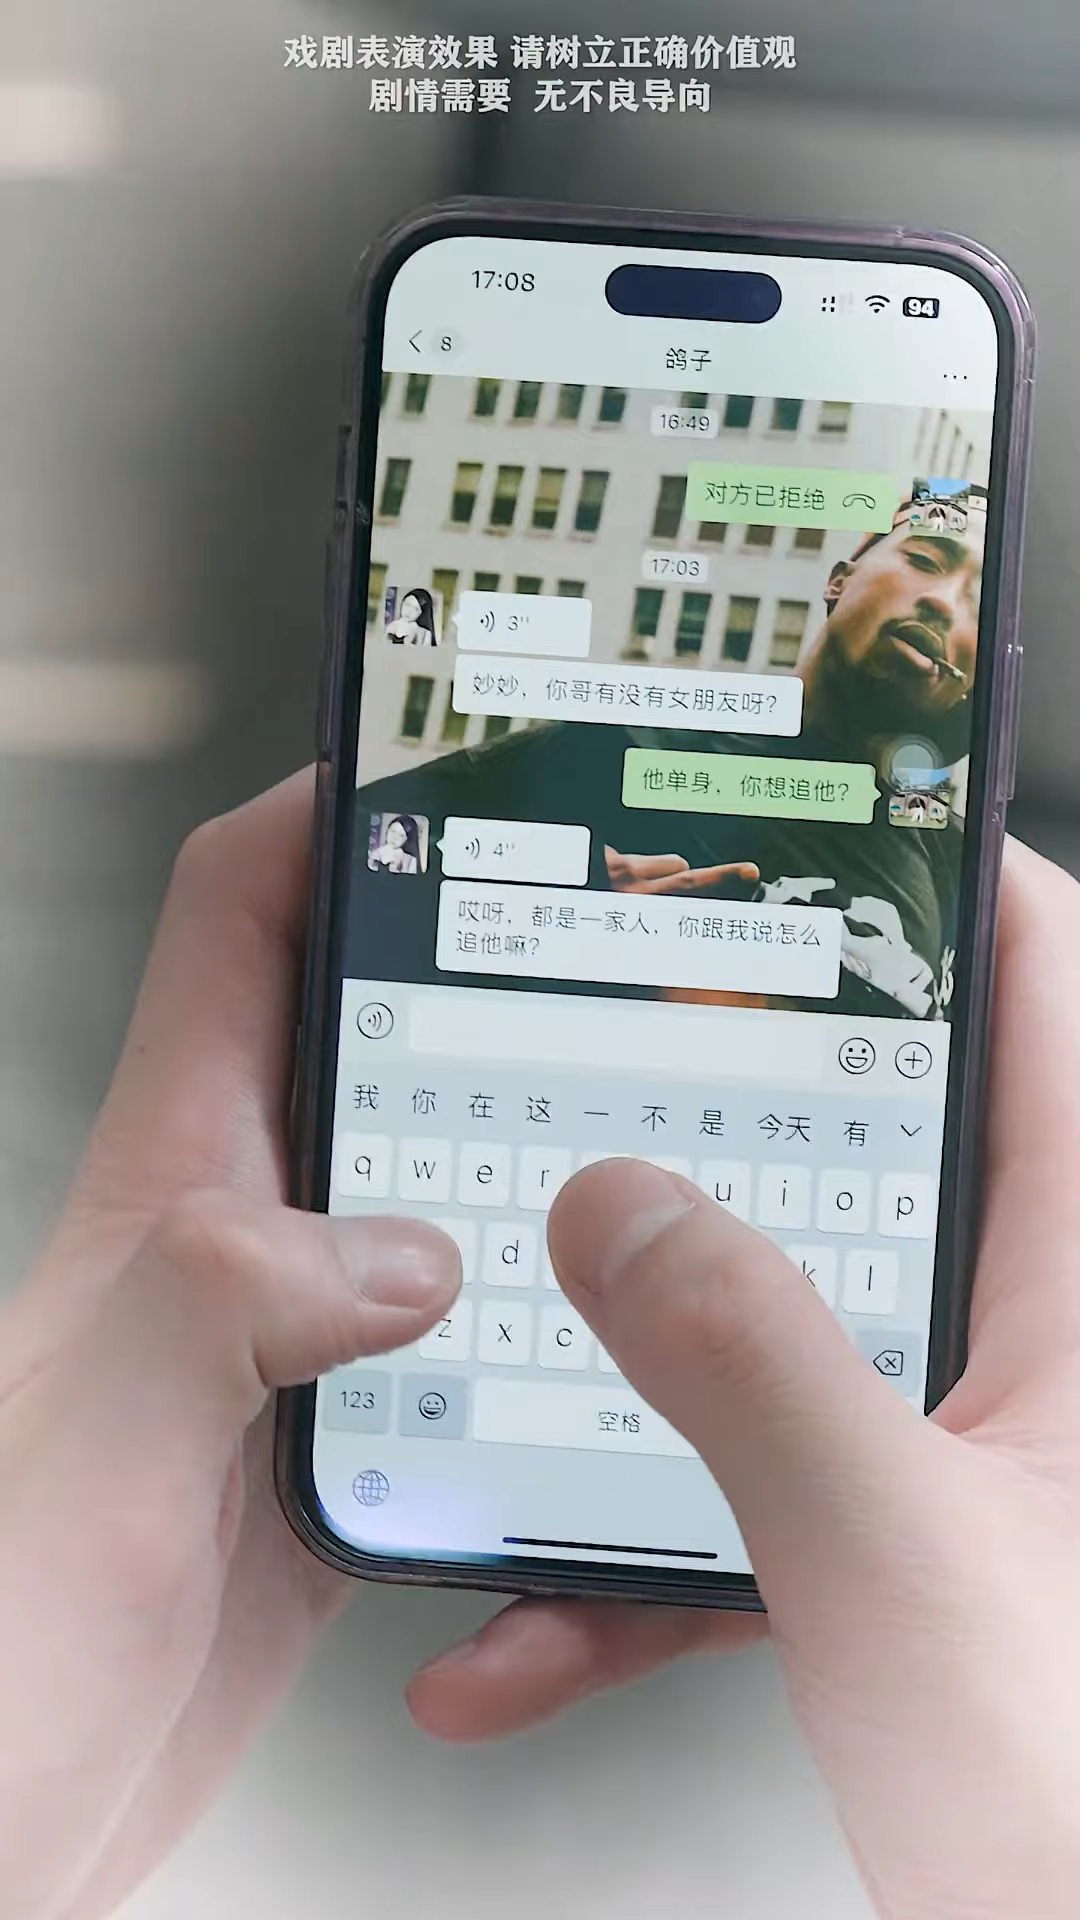 戏剧表演效果 请树立正确价值观
剧情需要 无不良导向
17:08
94
8
鸽子
...
16:49
对方已拒绝
17:03
3''
妙妙，你哥有没有女朋友呀？
他单身，你想追他？
4''
哎呀，都是一家人，你跟我说怎么
追他嘛？
我 你 在 这 一 不 是 今天 有
q w e r u i o p
d k l
z x c
123 空格